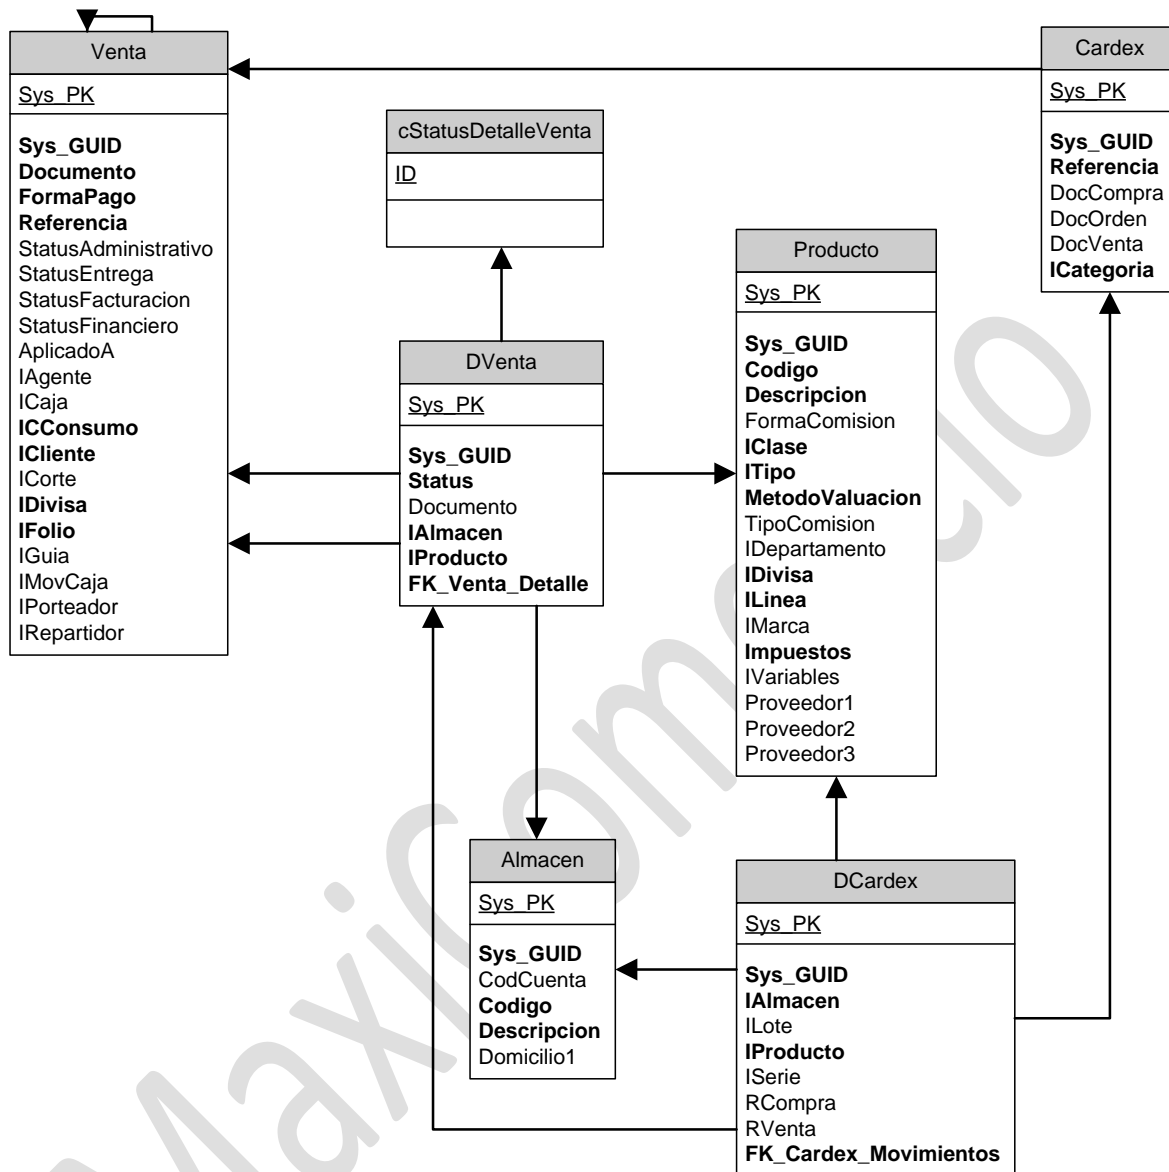 Venta
Sys_PK
Sys_GUID
Documento
FormaPago
Referencia
StatusAdministrativo
StatusEntrega
StatusFacturacion
StatusFinanciero
AplicadoA
IAgente
ICaja
ICConsumo
ICliente
ICorte
IDivisa
IFolio
IGuia
IMovCaja
IPorteador
IRepartidor
cStatusDetalleVenta
ID
DVenta
Sys_PK
Sys_GUID
Status
Documento
IAlmacen
IProducto
FK_Venta_Detalle
Producto
Sys_PK
Sys_GUID
Codigo
Descripcion
FormaComision
IClase
ITipo
MetodoValuacion
TipoComision
IDepartamento
IDivisa
ILinea
IMarca
Impuestos
IVariables
Proveedor1
Proveedor2
Proveedor3
Cardex
Sys_PK
Sys_GUID
Referencia
DocCompra
DocOrden
DocVenta
ICategoria
Almacen
Sys_PK
Sys_GUID
CodCuenta
Codigo
Descripcion
Domicilio1
DCardex
Sys_PK
Sys_GUID
IAlmacen
ILote
IProducto
ISerie
RCompra
RVenta
FK_Cardex_Movimientos